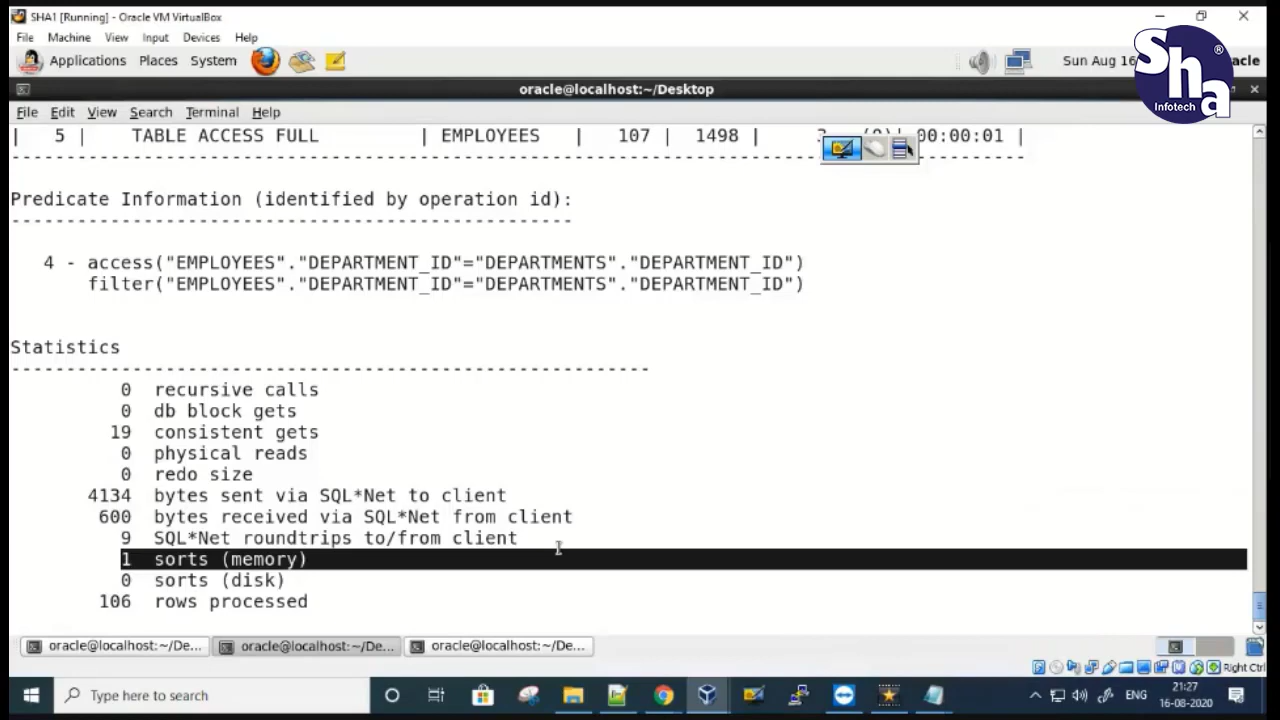 SHA1 [Running] - Oracle VM VirtualBox
File Machine View Input Devices Help
Applications Places System Sun Aug 16 acle
Sha ®
Infotech
oracle@localhost:~/Desktop
File Edit View Search Terminal Help
| 5 | TABLE ACCESS FULL | EMPLOYEES | 107 | 1498 | 3 (0)| 00:00:01 |
------------------------------------------------------------------------------------
Predicate Information (identified by operation id):
---------------------------------------------------
4 - access("EMPLOYEES"."DEPARTMENT_ID"="DEPARTMENTS"."DEPARTMENT_ID")
filter("EMPLOYEES"."DEPARTMENT_ID"="DEPARTMENTS"."DEPARTMENT_ID")
Statistics
----------------------------------------------------------
0 recursive calls
0 db block gets
19 consistent gets
0 physical reads
0 redo size
4134 bytes sent via SQL*Net to client
600 bytes received via SQL*Net from client
9 SQL*Net roundtrips to/from client
1 sorts (memory)
0 sorts (disk)
106 rows processed
oracle@localhost:~/De... oracle@localhost:~/De... oracle@localhost:~/De...
Right Ctrl
Type here to search
ENG
21:27
16-08-2020